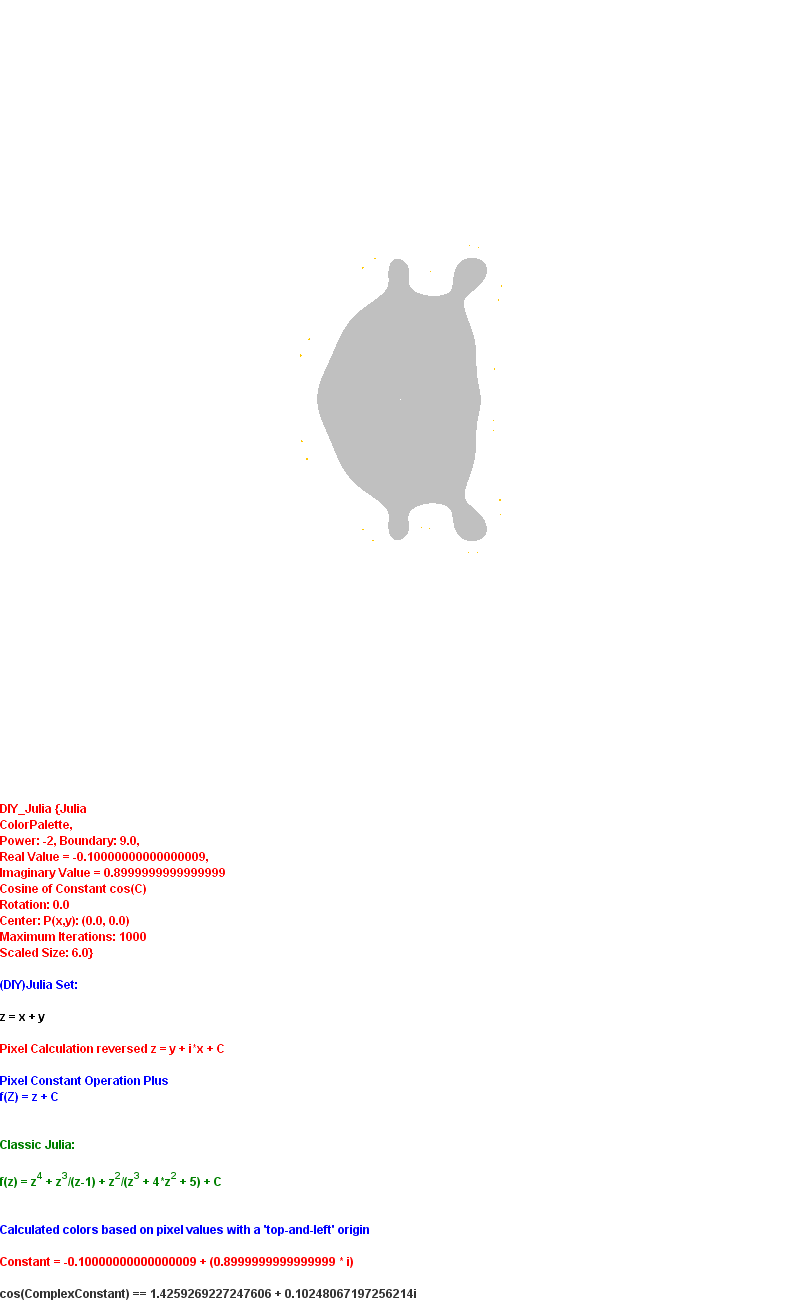 DIY_Julia {Julia
ColorPalette,
Power: -2, Boundary: 9.0,
Real Value = -0.10000000000000009,
Imaginary Value = 0.8999999999999999
Cosine of Constant cos(C)
Rotation: 0.0
Center: P(x,y): (0.0, 0.0)
Maximum Iterations: 1000
Scaled Size: 6.0}
(DIY)Julia Set:
z = x + y
Pixel Calculation reversed z = y + i*x + C
Pixel Constant Operation Plus
f(Z) = z + C
Classic Julia:
f(z) = z⁴ + z³/(z-1) + z²/(z³ + 4*z² + 5) + C
Calculated colors based on pixel values with a 'top-and-left' origin
Constant = -0.10000000000000009 + (0.8999999999999999 * i)
cos(ComplexConstant) == 1.4259269227247606 + 0.10248067197256214i